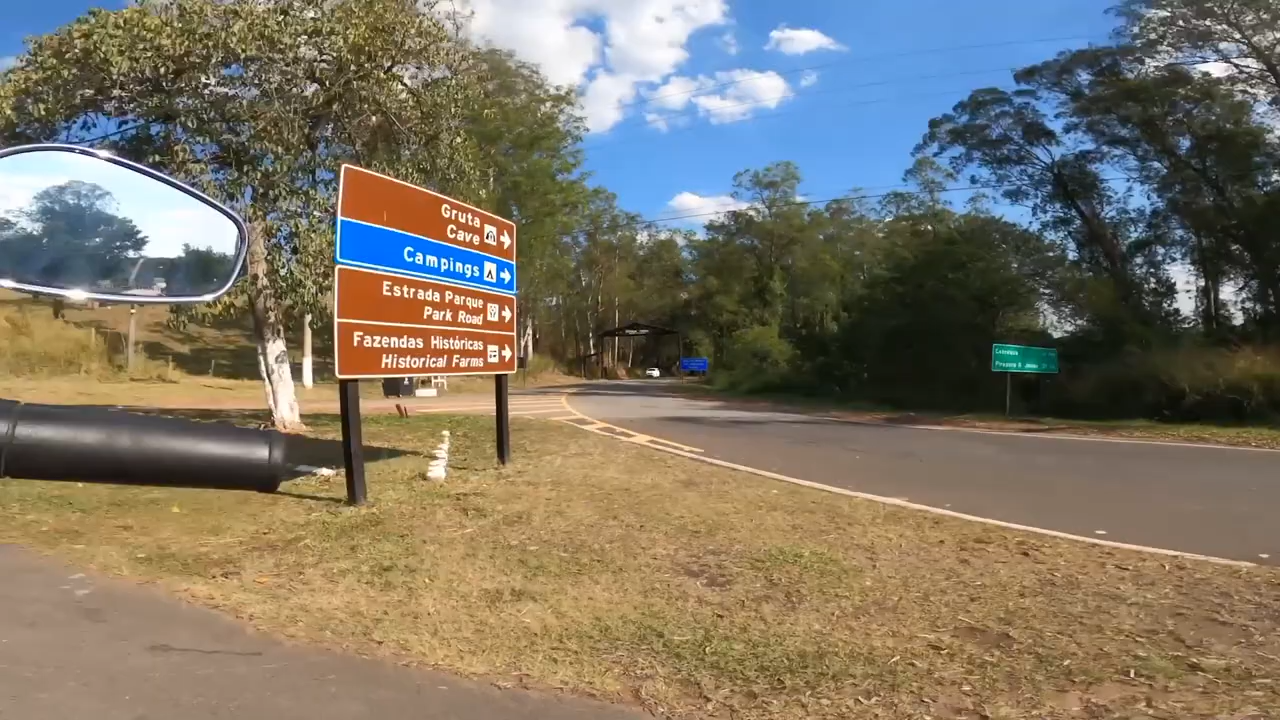 Gruta
Cave
Campings
Estrada Parque
Park Road
Fazendas Históricas
Historical Farms